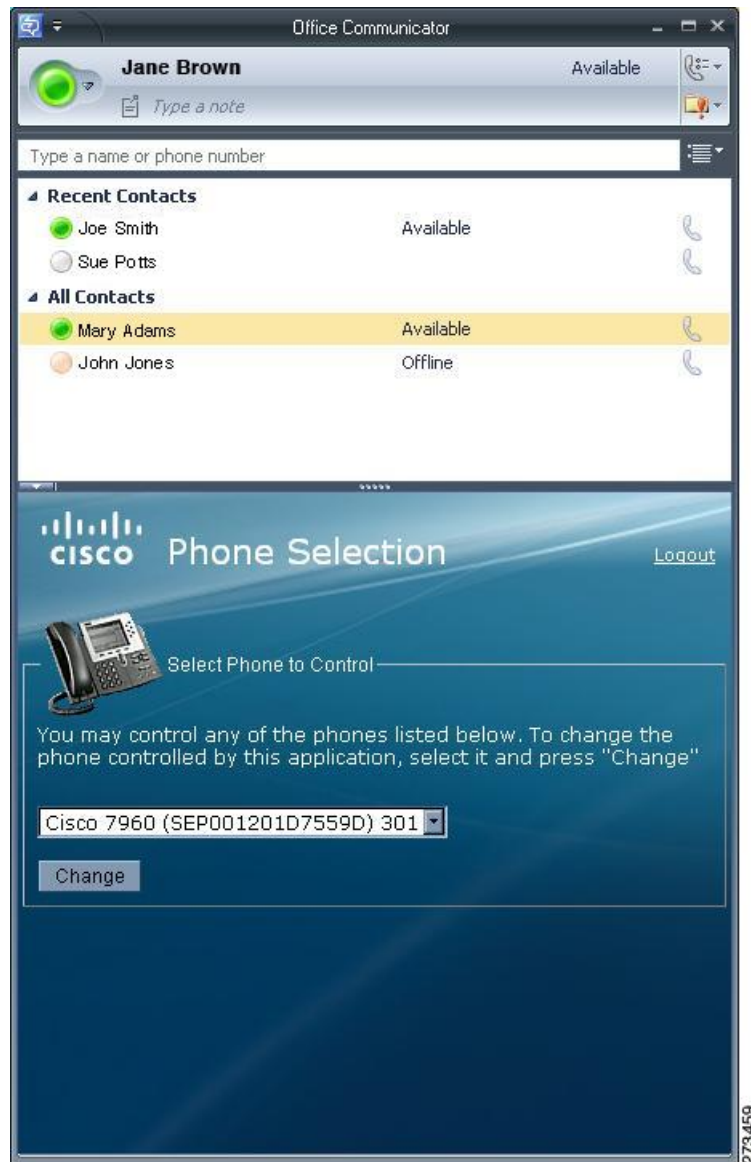 Office Communicator
Jane Brown Available
Type a note
Type a name or phone number
Recent Contacts
Joe Smith Available
Sue Potts
All Contacts
Mary Adams Available
John Jones Offline
CISCO Phone Selection Logout
Select Phone to Control
You may control any of the phones listed below. To change the
phone controlled by this application, select it and press "Change"
Cisco 7960 (SEP001201D7559D) 301
Change
273459